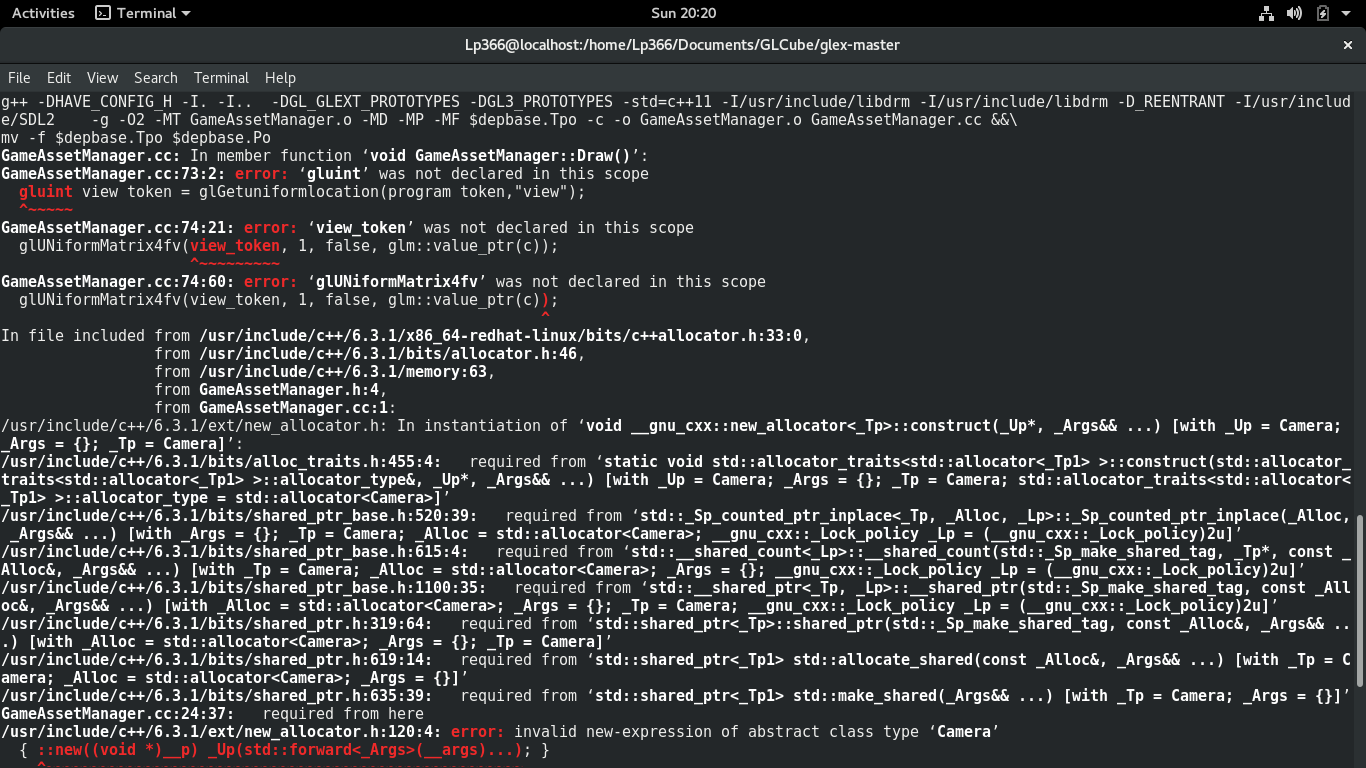 Activities Terminal Sun 20:20
Lp366@localhost:/home/Lp366/Documents/GLCube/glex-master ×
File Edit View Search Terminal Help
g++ -DHAVE_CONFIG_H -I. -I..  -DGL_GLEXT_PROTOTYPES -DGL3_PROTOTYPES -std=c++11 -I/usr/include/libdrm -I/usr/include/libdrm -D_REENTRANT -I/usr/includ
e/SDL2    -g -O2 -MT GameAssetManager.o -MD -MP -MF $depbase.Tpo -c -o GameAssetManager.o GameAssetManager.cc &&\
mv -f $depbase.Tpo $depbase.Po
GameAssetManager.cc: In member function ‘void GameAssetManager::Draw()’:
GameAssetManager.cc:73:2: error: ‘gluint’ was not declared in this scope
  gluint view token = glGetuniformlocation(program token,"view");
  ^~~~~~
GameAssetManager.cc:74:21: error: ‘view_token’ was not declared in this scope
  glUNiformMatrix4fv(view_token, 1, false, glm::value_ptr(c));
                     ^~~~~~~~~~
GameAssetManager.cc:74:60: error: ‘glUNiformMatrix4fv’ was not declared in this scope
  glUNiformMatrix4fv(view_token, 1, false, glm::value_ptr(c));
                                                            ^
In file included from /usr/include/c++/6.3.1/x86_64-redhat-linux/bits/c++allocator.h:33:0,
                 from /usr/include/c++/6.3.1/bits/allocator.h:46,
                 from /usr/include/c++/6.3.1/memory:63,
                 from GameAssetManager.h:4,
                 from GameAssetManager.cc:1:
/usr/include/c++/6.3.1/ext/new_allocator.h: In instantiation of ‘void __gnu_cxx::new_allocator<_Tp>::construct(_Up*, _Args&& ...) [with _Up = Camera;
_Args = {}; _Tp = Camera]’:
/usr/include/c++/6.3.1/bits/alloc_traits.h:455:4:   required from ‘static void std::allocator_traits<std::allocator<_Tp1> >::construct(std::allocator_
traits<std::allocator<_Tp1> >::allocator_type&, _Up*, _Args&& ...) [with _Up = Camera; _Args = {}; _Tp = Camera; std::allocator_traits<std::allocator<
_Tp1> >::allocator_type = std::allocator<Camera>]’
/usr/include/c++/6.3.1/bits/shared_ptr_base.h:520:39:   required from ‘std::_Sp_counted_ptr_inplace<_Tp, _Alloc, _Lp>::_Sp_counted_ptr_inplace(_Alloc,
 _Args&& ...) [with _Args = {}; _Tp = Camera; _Alloc = std::allocator<Camera>; __gnu_cxx::_Lock_policy _Lp = (__gnu_cxx::_Lock_policy)2u]’
/usr/include/c++/6.3.1/bits/shared_ptr_base.h:615:4:   required from ‘std::__shared_count<_Lp>::__shared_count(std::_Sp_make_shared_tag, _Tp*, const _
Alloc&, _Args&& ...) [with _Tp = Camera; _Alloc = std::allocator<Camera>; _Args = {}; __gnu_cxx::_Lock_policy _Lp = (__gnu_cxx::_Lock_policy)2u]’
/usr/include/c++/6.3.1/bits/shared_ptr_base.h:1100:35:   required from ‘std::__shared_ptr<_Tp, _Lp>::__shared_ptr(std::_Sp_make_shared_tag, const _All
oc&, _Args&& ...) [with _Alloc = std::allocator<Camera>; _Args = {}; _Tp = Camera; __gnu_cxx::_Lock_policy _Lp = (__gnu_cxx::_Lock_policy)2u]’
/usr/include/c++/6.3.1/bits/shared_ptr.h:319:64:   required from ‘std::shared_ptr<_Tp>::shared_ptr(std::_Sp_make_shared_tag, const _Alloc&, _Args&& ..
.) [with _Alloc = std::allocator<Camera>; _Args = {}; _Tp = Camera]’
/usr/include/c++/6.3.1/bits/shared_ptr.h:619:14:   required from ‘std::shared_ptr<_Tp1> std::allocate_shared(const _Alloc&, _Args&& ...) [with _Tp = C
amera; _Alloc = std::allocator<Camera>; _Args = {}]’
/usr/include/c++/6.3.1/bits/shared_ptr.h:635:39:   required from ‘std::shared_ptr<_Tp1> std::make_shared(_Args&& ...) [with _Tp = Camera; _Args = {}]’
GameAssetManager.cc:24:37:   required from here
/usr/include/c++/6.3.1/ext/new_allocator.h:120:4: error: invalid new-expression of abstract class type ‘Camera’
  { ::new((void *)__p) _Up(std::forward<_Args>(__args)...); }
    ^~~~~~~~~~~~~~~~~~~~~~~~~~~~~~~~~~~~~~~~~~~~~~~~~~~~~~